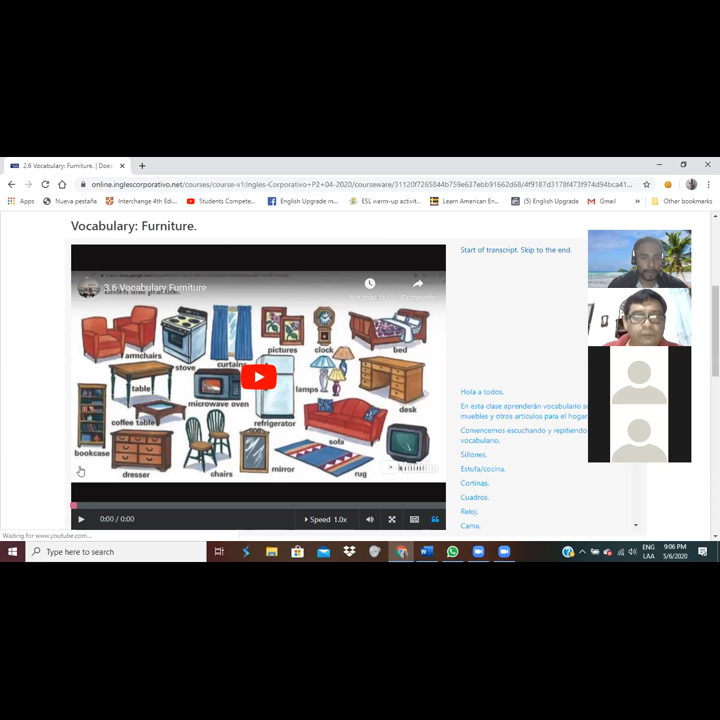 2.6 Vocabulary: Furniture. | Does
online.inglescorporativo.net/courses/course-v1:Ingles-Corporativo+P2+04-2020/courseware/31120f7265844b759e637ebb91662d68/4f9187d3178f473f974d94bca41...
Apps
Nueva pestaña
Interchange 4th Edi...
Students Compete...
English Upgrade m...
ESL warm-up activit...
Learn American En...
(5) English Upgrade
Gmail
»
Other bookmarks
Vocabulary: Furniture.
Start of transcript. Skip to the end.
3.6 Vocabulary Furniture
armchairs
stove
curtains
pictures
clock
bed
table
microwave oven
refrigerator
lamps
desk
coffee table
bookcase
dresser
chairs
mirror
sofa
rug
Hola a todos.
En esta clase aprenderán vocabulario
muebles y otros artículos para el hogar
Comencemos escuchando y repitiendo
vocabulario.
Sillones.
Estufa/cocina.
Cortinas.
Cuadros.
Reloj.
Cama.
0:00 / 0:00
Speed 1.0x
Waiting for www.youtube.com...
Type here to search
ENG
LAA
9:06 PM
5/6/2020